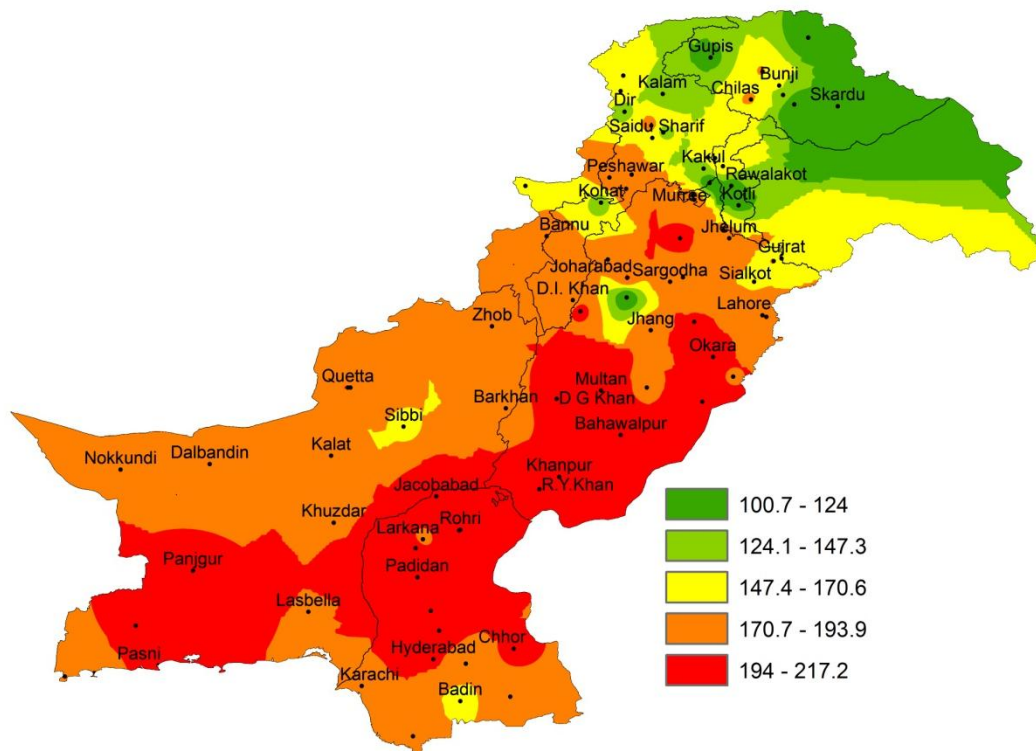 Gupis
Bunji
Kalam
Chilas
Skardu
Dir
Saidu Sharif
Kakul
Peshawar
Rawalakot
Kohat
Murree
Kotli
Bannu
Jhelum
Gujrat
Joharabad
Sargodha
Sialkot
D.I. Khan
Lahore
Zhob
Jhang
Okara
Quetta
Multan
Barkhan
D G Khan
Sibbi
Bahawalpur
Kalat
Dalbandin
Nokkundi
Khanpur
R.Y.Khan
Jacobabad
100.7 - 124
Khuzdar
Rohri
Larkana
124.1 - 147.3
Panjgur
Padidan
147.4 - 170.6
Lasbella
170.7 - 193.9
Chhor
Pasni
Hyderabad
194 - 217.2
Karachi
Badin